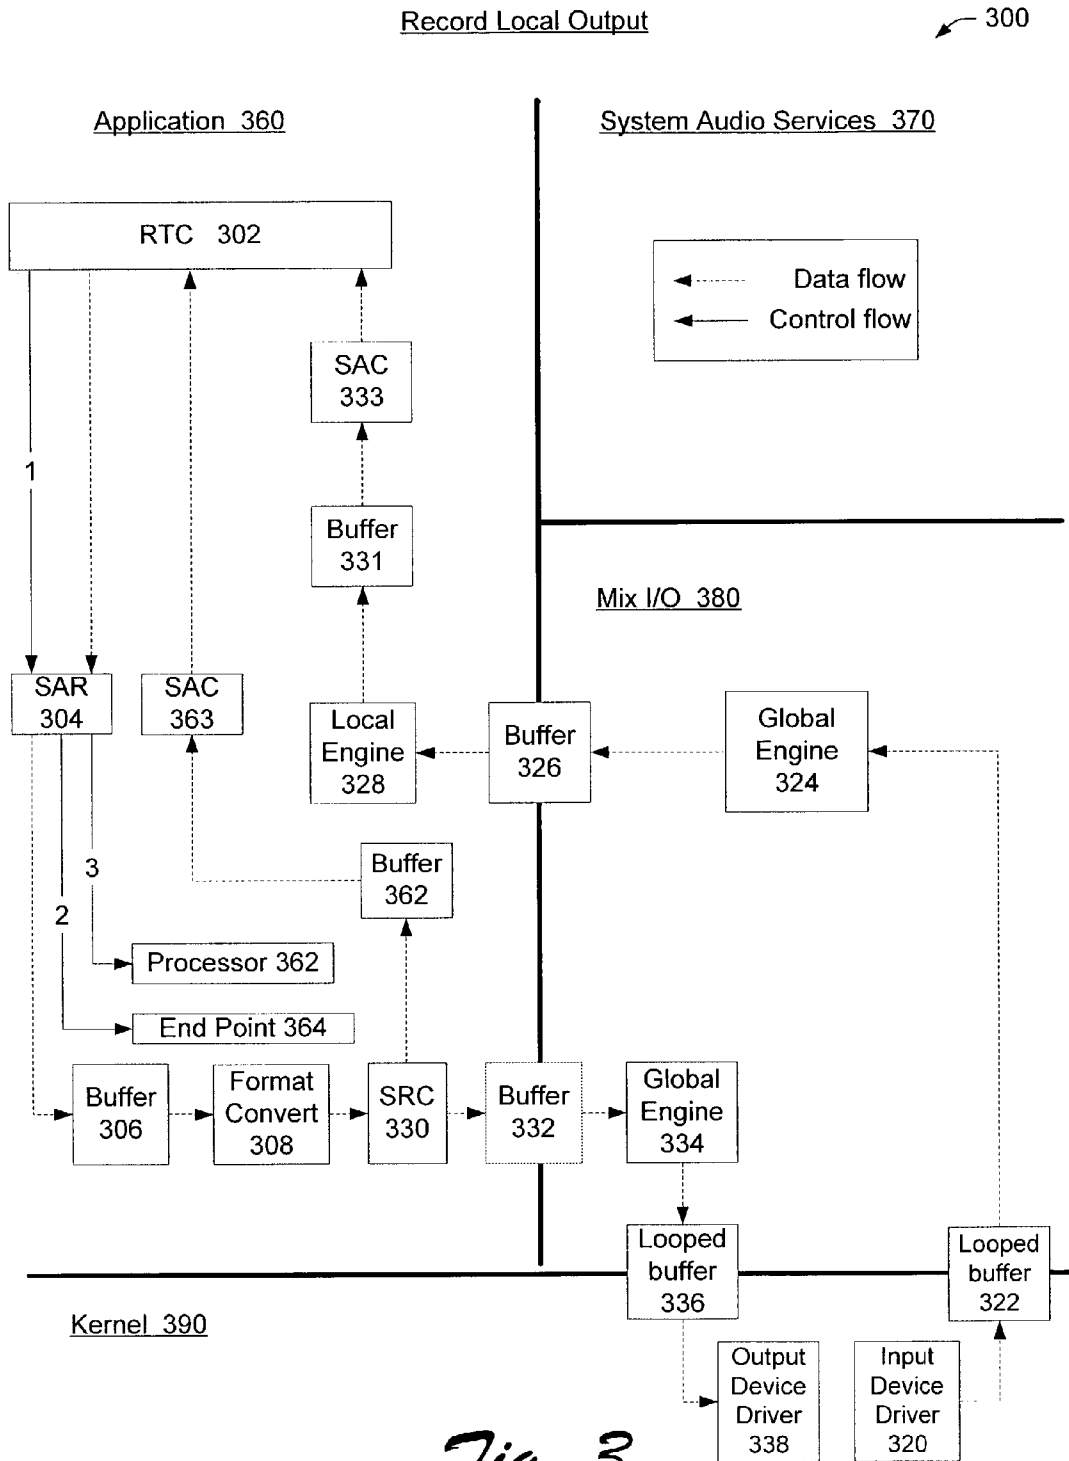 Record Local Output
300
Application 360
System Audio Services 370
RTC 302
Data flow
Control flow
SAC
333
1
Buffer
331
Mix I/O 380
SAR
304
SAC
363
Local
Engine
328
Buffer
326
Global
Engine
324
Buffer
362
3
2
Processor 362
End Point 364
Buffer
306
Format
Convert
308
SRC
330
Buffer
332
Global
Engine
334
Looped
buffer
336
Looped
buffer
322
Kernel 390
Output
Device
Driver
338
Input
Device
Driver
320
Fig. 3